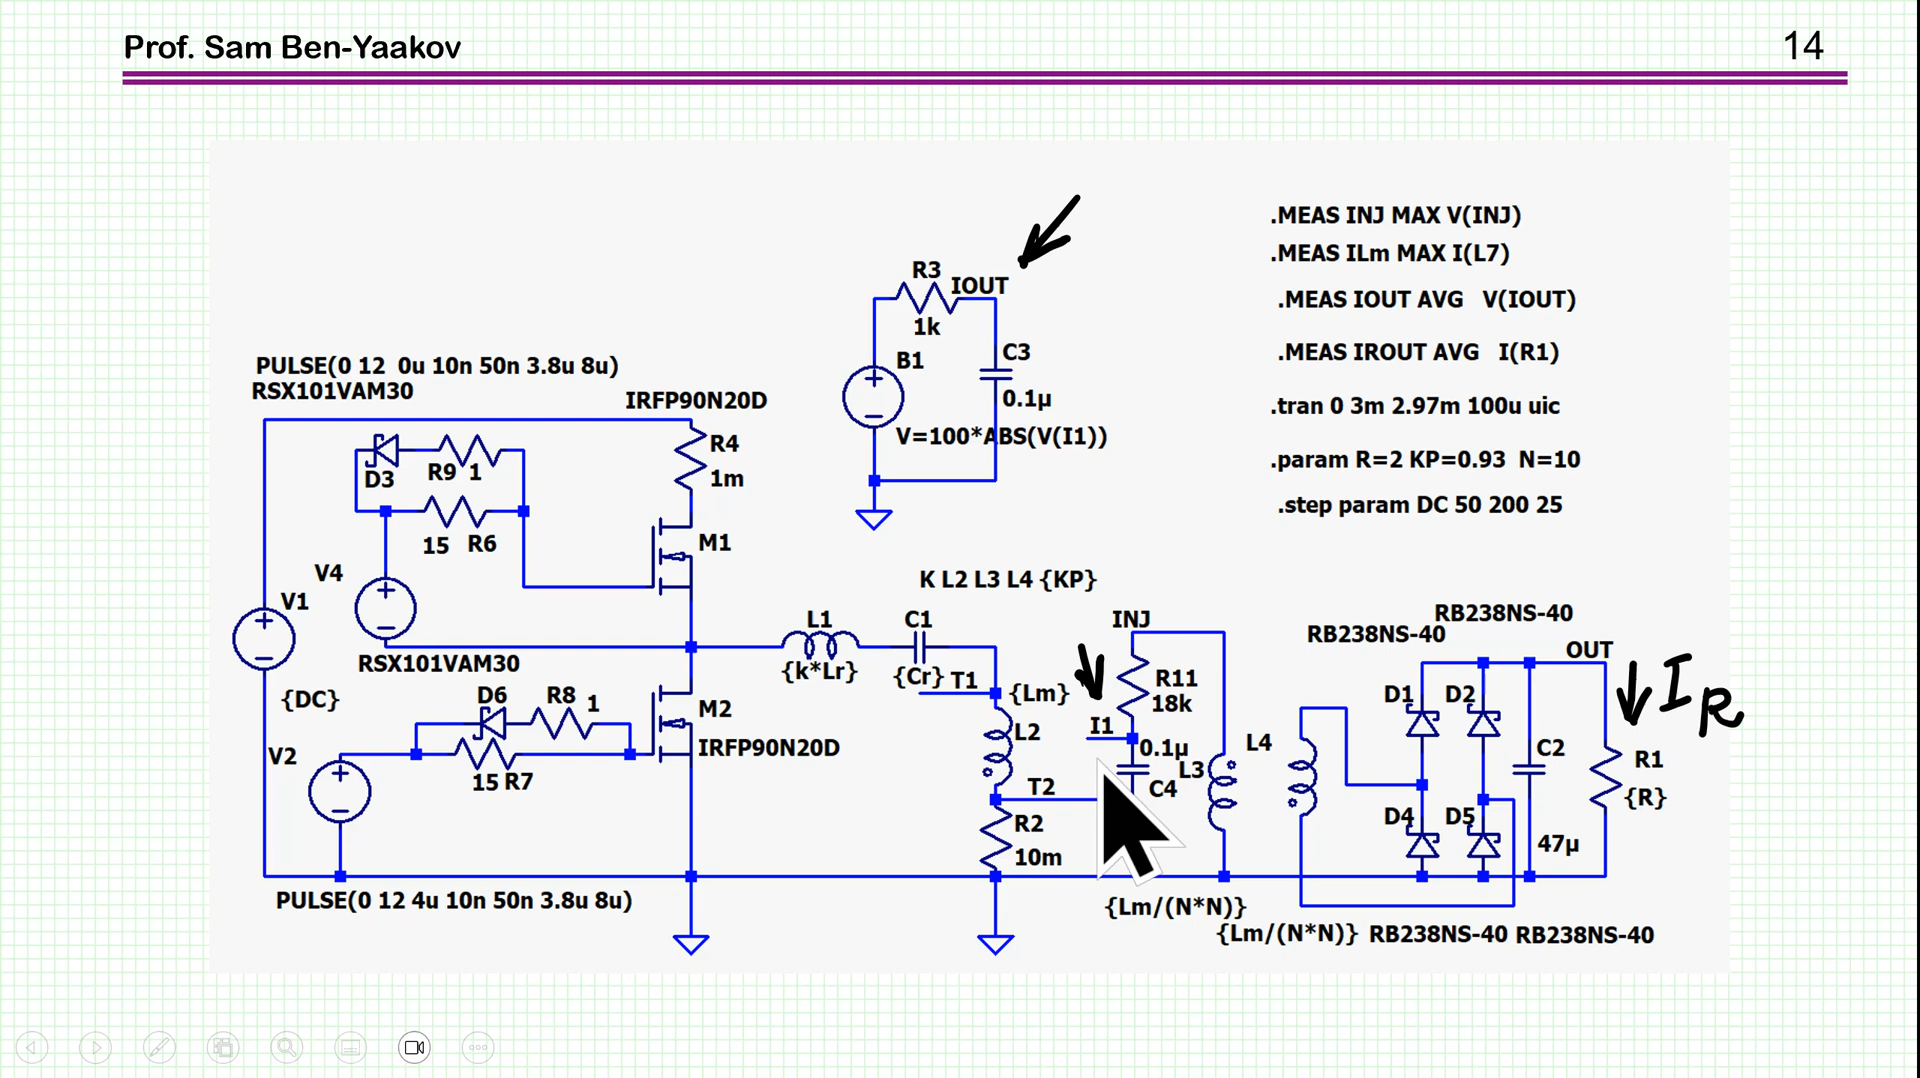 Prof. Sam Ben-Yaakov
14
.MEAS INJ MAX V(INJ)
.MEAS ILm MAX I(L7)
.MEAS IOUT AVG V(IOUT)
.MEAS IROUT AVG I(R1)
.tran 0 3m 2.97m 100u uic
.param R=2 KP=0.93 N=10
.step param DC 50 200 25
R3
IOUT
1k
B1
C3
0.1µ
V=100*ABS(V(I1))
PULSE(0 12 0u 10n 50n 3.8u 8u)
RSX101VAM30
IRFP90N20D
D3
R9 1
R4
1m
15 R6
M1
V4
V1
RSX101VAM30
{DC}
D6
R8 1
M2
IRFP90N20D
V2
15 R7
PULSE(0 12 4u 10n 50n 3.8u 8u)
K L2 L3 L4 {KP}
L1
{k*Lr}
C1
{Cr}
T1
{Lm}
L2
T2
R2
10m
INJ
R11
18k
I1
0.1µ
C4
L3
L4
{Lm/(N*N)}
{Lm/(N*N)}
RB238NS-40
RB238NS-40
OUT
D1
D2
D4
D5
C2
47µ
R1
{R}
IR
RB238NS-40 RB238NS-40